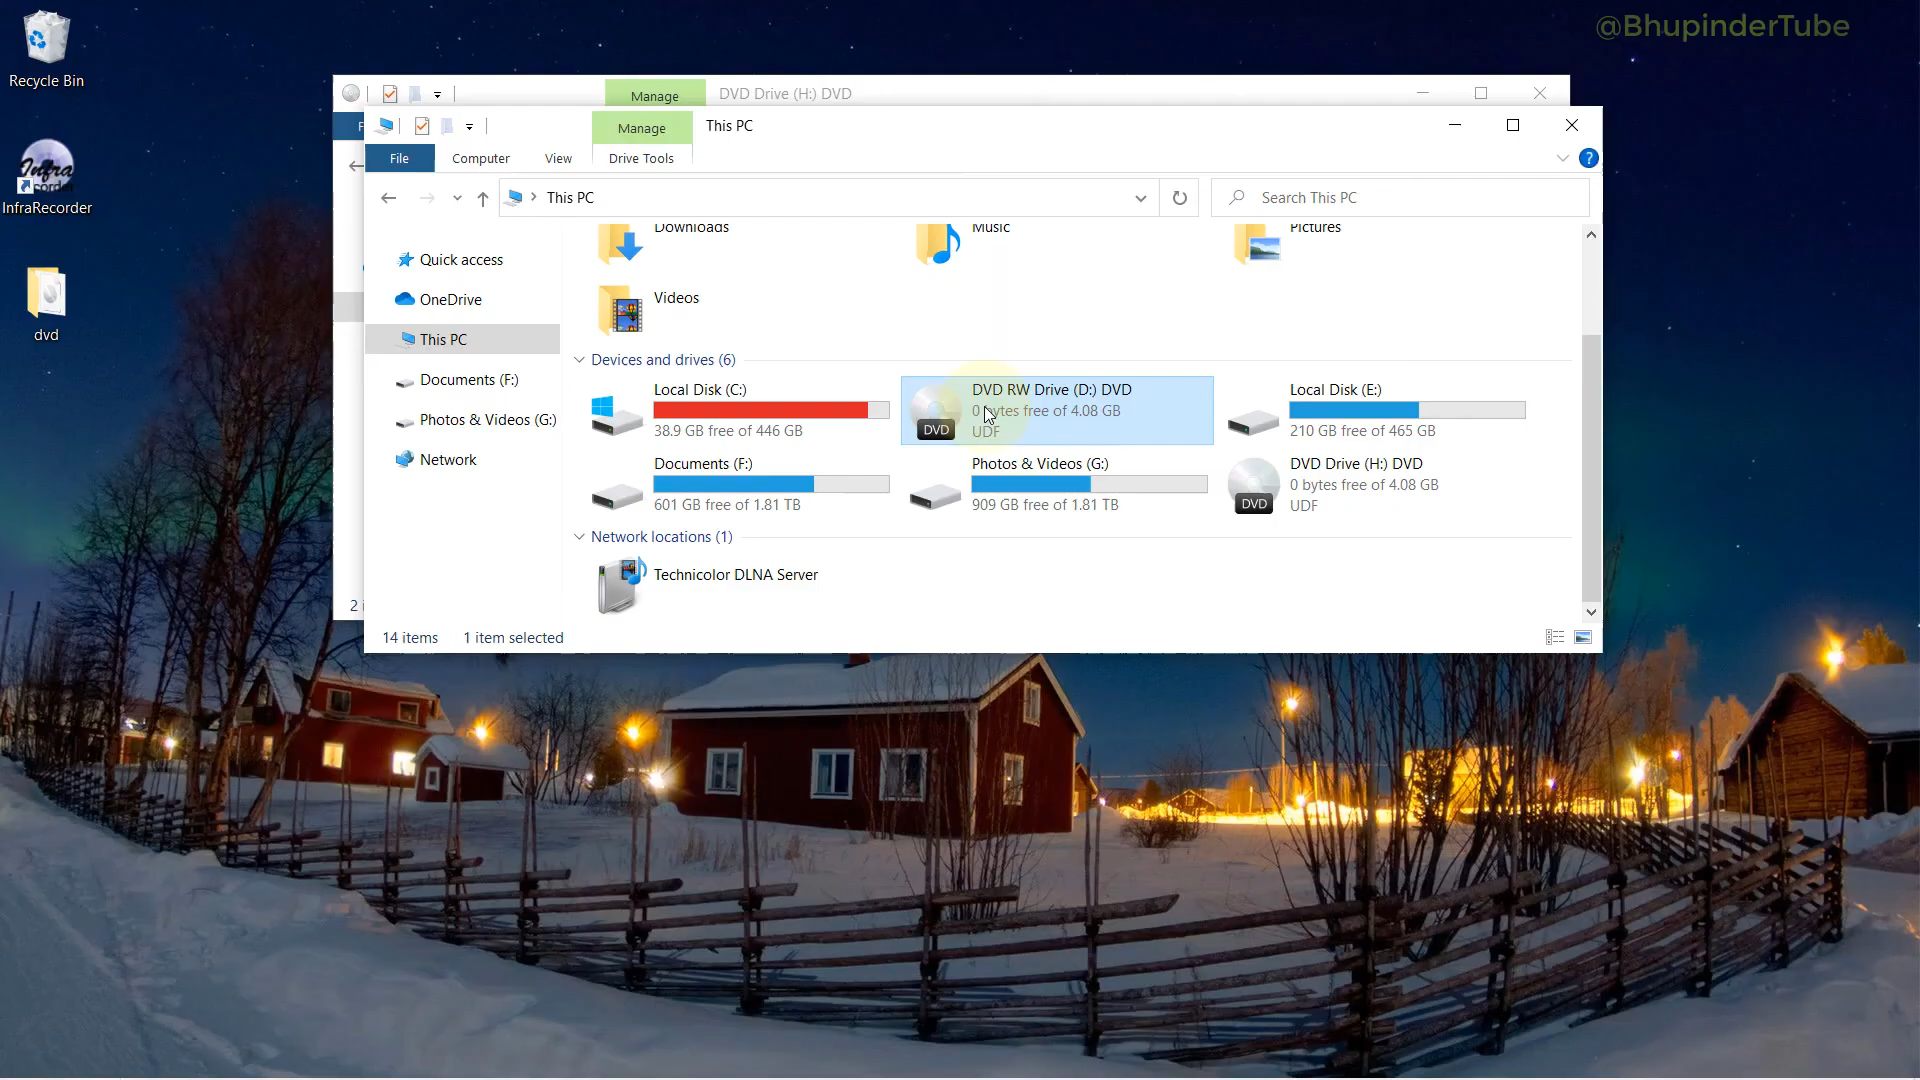 @BhupinderTube
Recycle Bin
Infra
corder
InfraRecorder
dvd
Manage
DVD Drive (H:) DVD
F
Manage
This PC
File
Computer
View
Drive Tools
?
This PC
Search This PC
Quick access
OneDrive
This PC
Documents (F:)
Photos & Videos (G:)
Network
Downloads
Music
Pictures
Videos
Devices and drives (6)
Local Disk (C:)
38.9 GB free of 446 GB
DVD
DVD RW Drive (D:) DVD
0 bytes free of 4.08 GB
UDF
Local Disk (E:)
210 GB free of 465 GB
Documents (F:)
601 GB free of 1.81 TB
Photos & Videos (G:)
909 GB free of 1.81 TB
DVD
DVD Drive (H:) DVD
0 bytes free of 4.08 GB
UDF
Network locations (1)
Technicolor DLNA Server
2 i
14 items
1 item selected